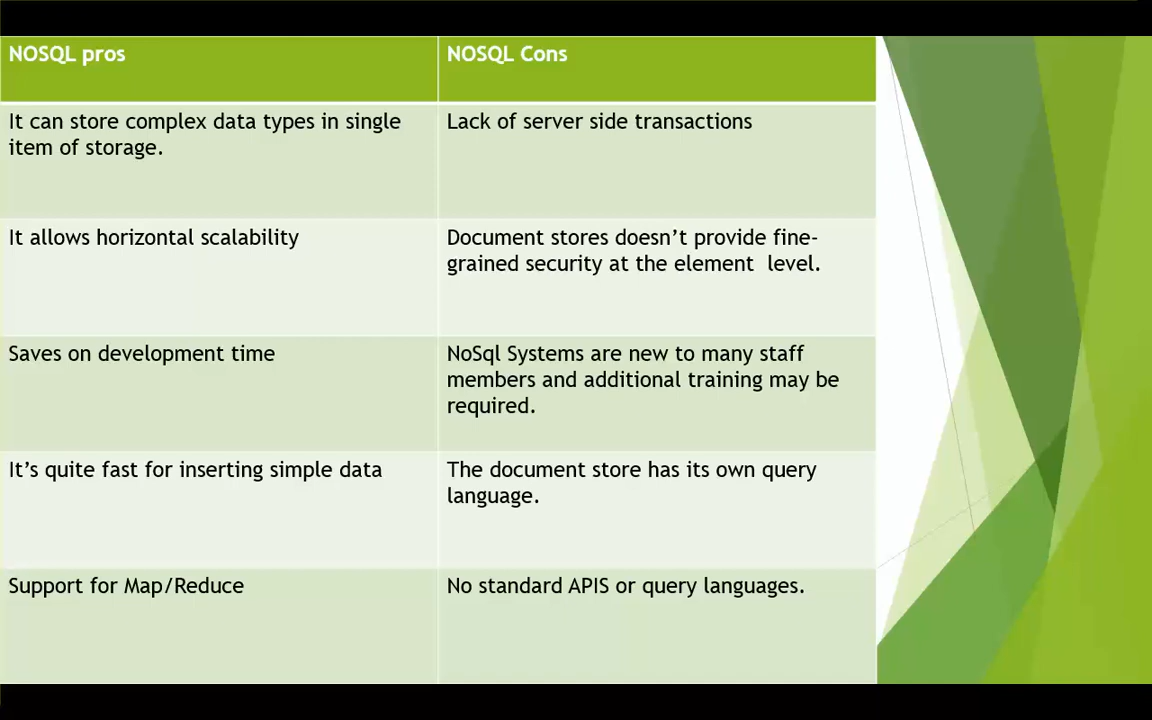 NOSQL pros
NOSQL Cons
It can store complex data types in single
item of storage.
Lack of server side transactions
It allows horizontal scalability
Document stores doesn’t provide fine-
grained security at the element  level.
Saves on development time
NoSql Systems are new to many staff
members and additional training may be
required.
It’s quite fast for inserting simple data
The document store has its own query
language.
Support for Map/Reduce
No standard APIS or query languages.